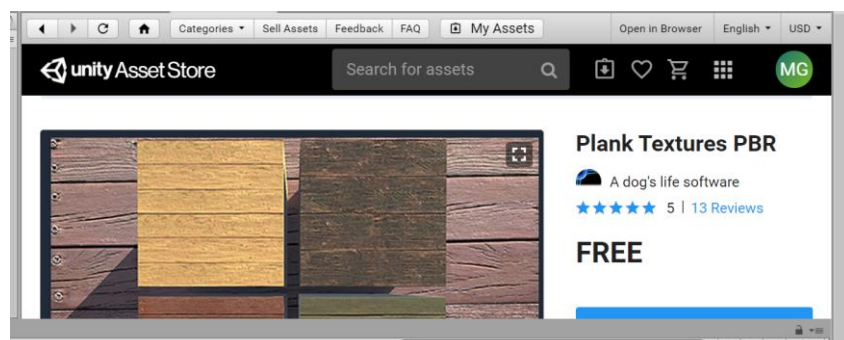 Categories Sell Assets Feedback FAQ My Assets Open in Browser English USD
unity Asset Store Search for assets MG
Plank Textures PBR
A dog's life software
5 | 13 Reviews
FREE